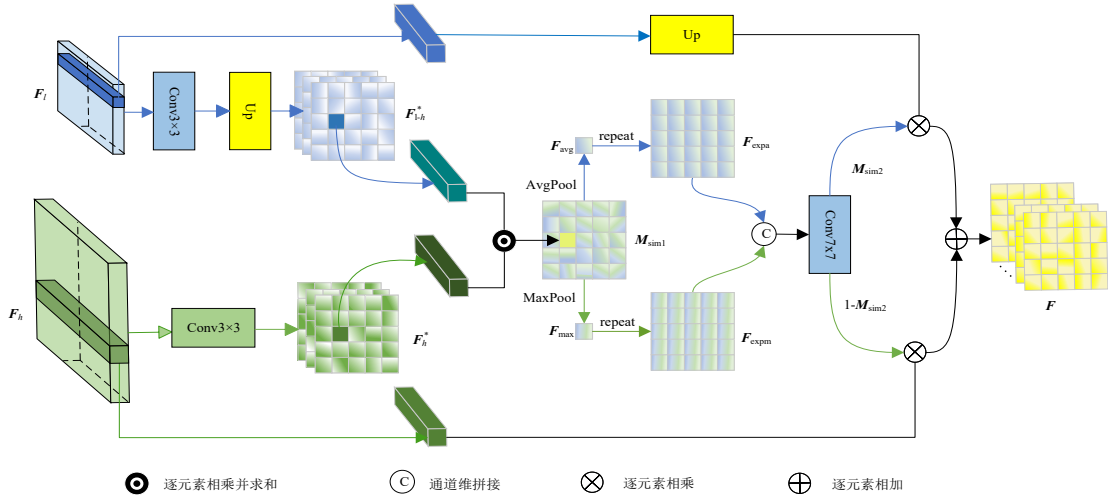 Up
F_l
Conv3×3
Up
F*_{l-h}
F_avg
repeat
F_expa
M_sim2
AvgPool
M_sim1
C
Conv7x7
F_h
Conv3×3
F*_h
MaxPool
F_max
repeat
F_expm
1-M_sim2
F
逐元素相乘并求和
C
通道维拼接
逐元素相乘
逐元素相加